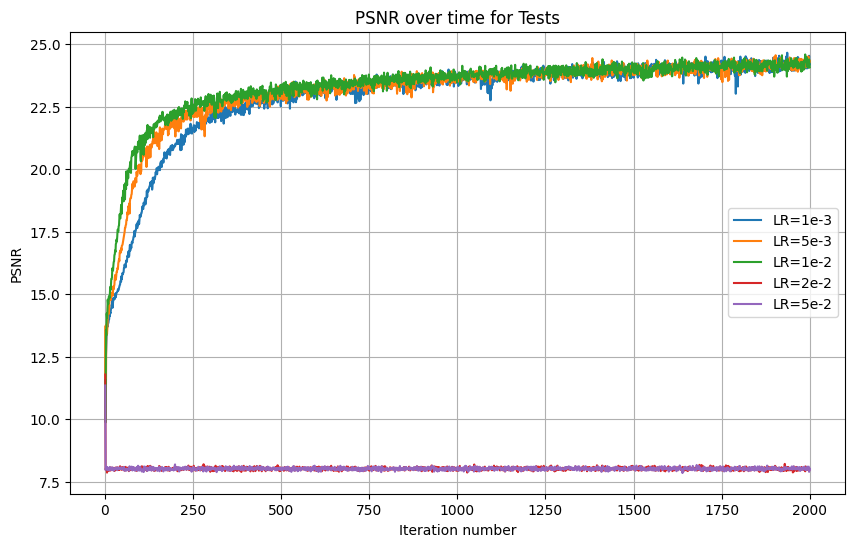 PSNR over time for Tests
25.0
22.5
20.0
17.5
15.0
12.5
10.0
7.5
PSNR
LR=1e-3
LR=5e-3
LR=1e-2
LR=2e-2
LR=5e-2
0 250 500 750 1000 1250 1500 1750 2000
Iteration number